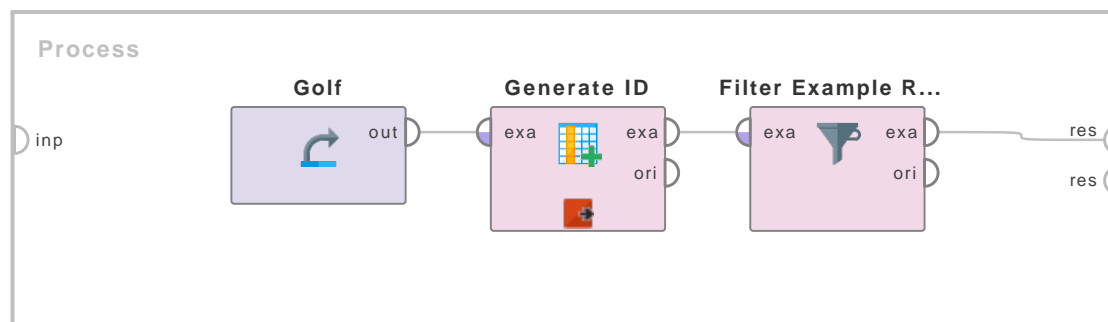 Process
Golf
Generate ID
Filter Example R...
inp
out
exa
exa
exa
exa
res
ori
ori
res